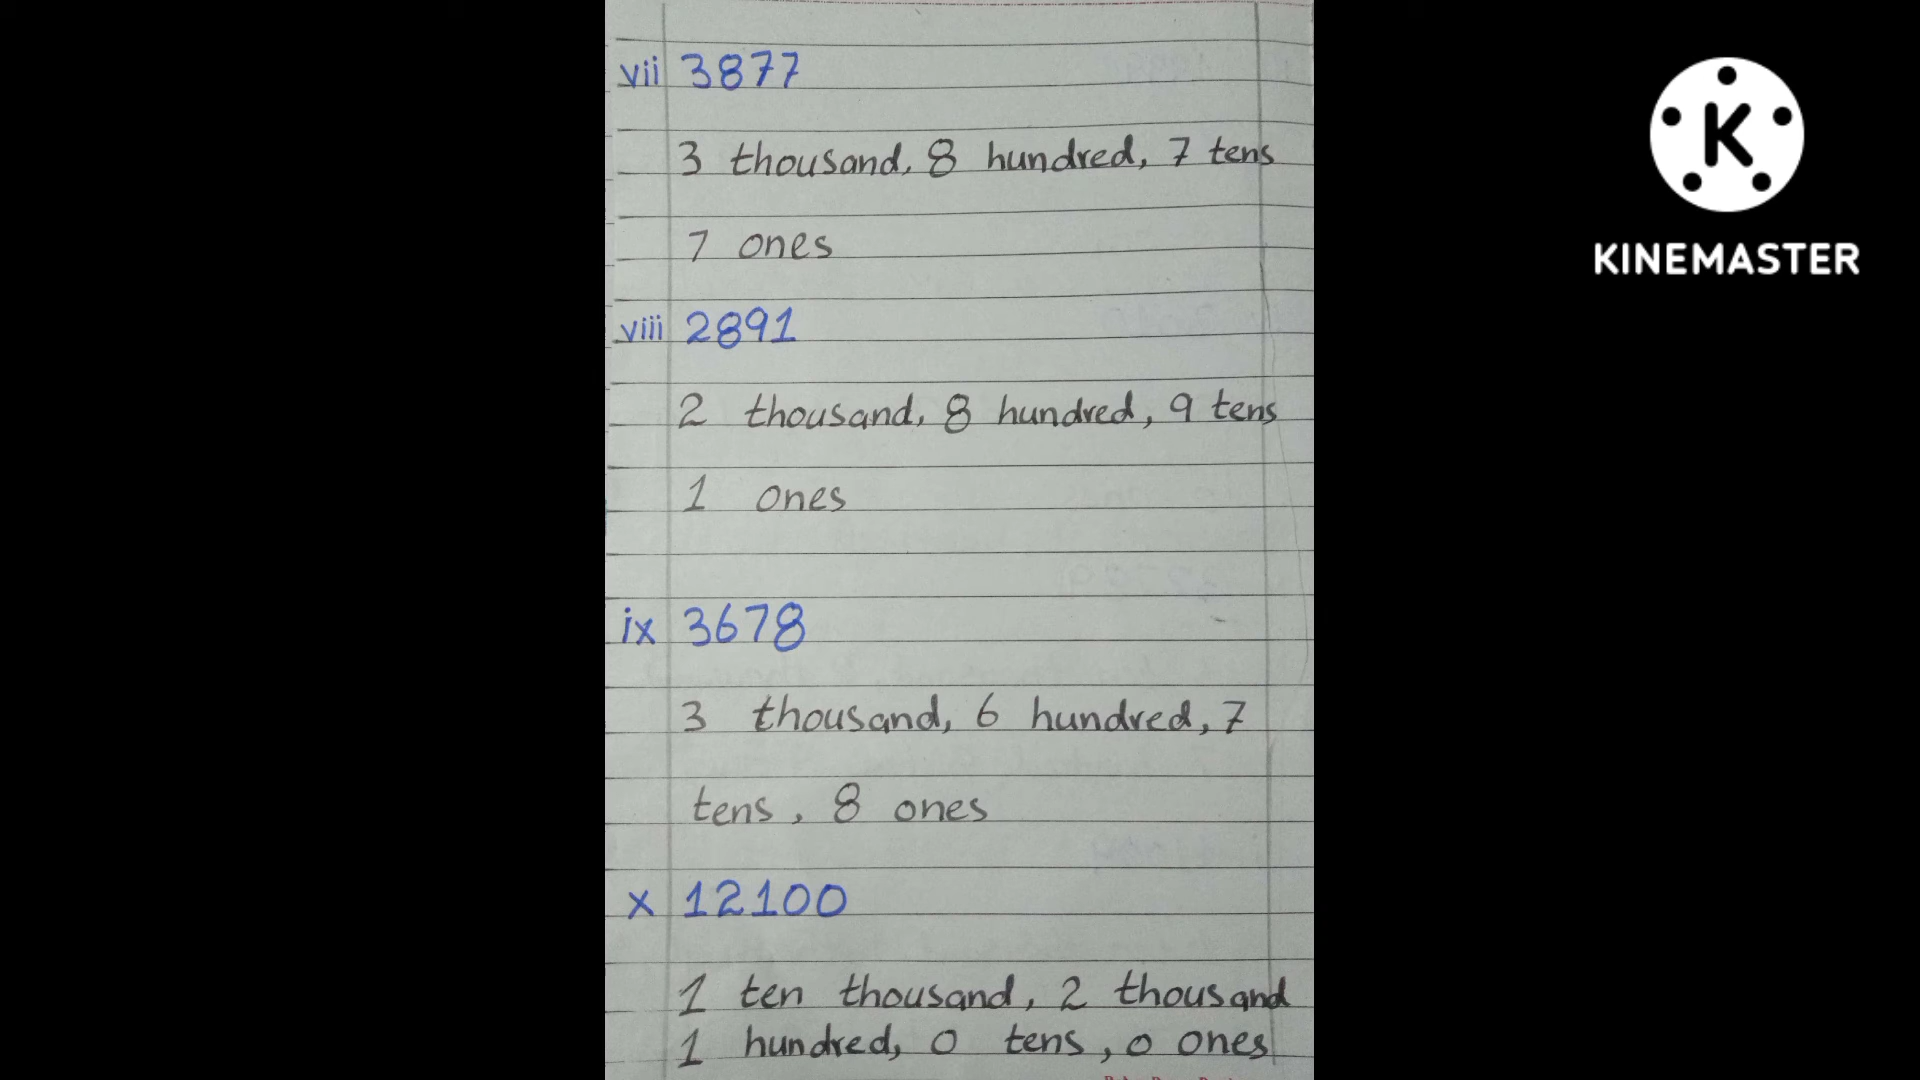 vii 3877
3 thousand, 8 hundred, 7 tens
7 ones
viii 2891
2 thousand, 8 hundred, 9 tens
1 ones
ix 3678
3 thousand, 6 hundred, 7
tens, 8 ones
x 12100
1 ten thousand, 2 thousand
1 hundred, 0 tens, 0 ones
K
KINEMASTER